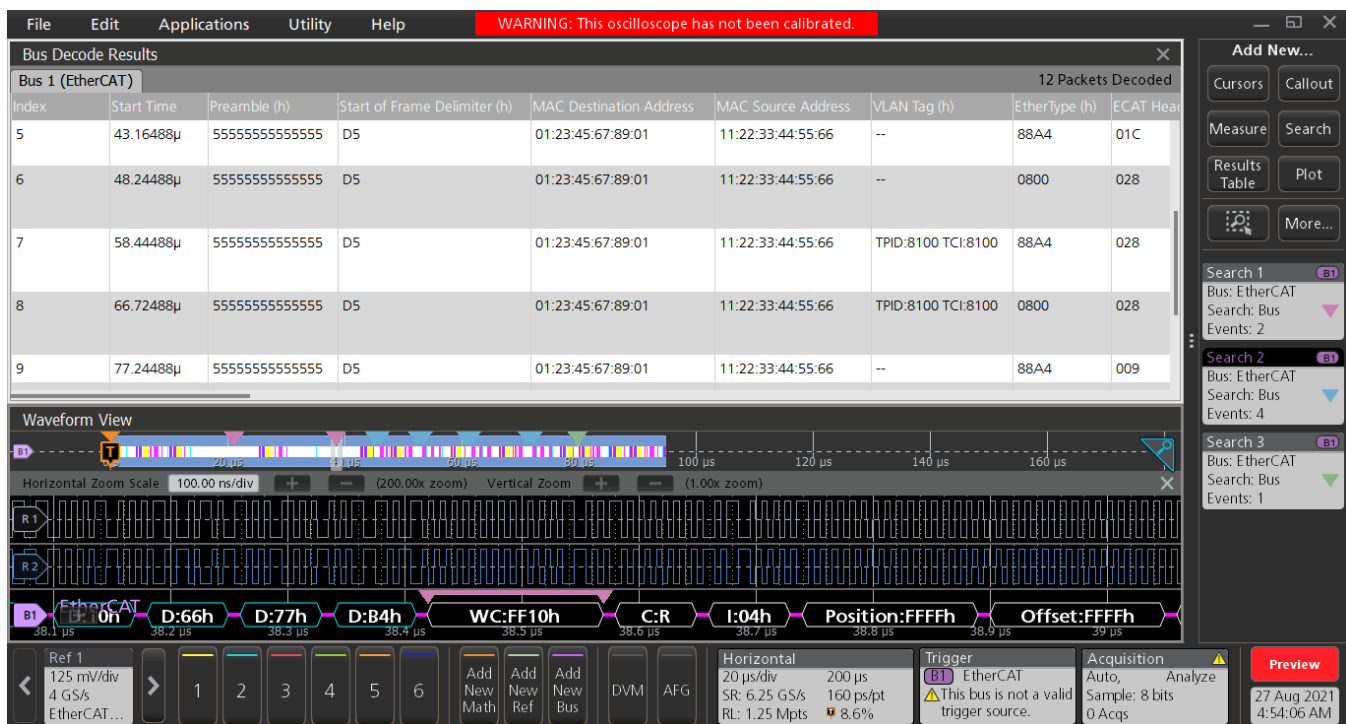 File Edit Applications Utility Help WARNING: This oscilloscope has not been calibrated.
Bus Decode Results
Bus 1 (EtherCAT) 12 Packets Decoded
Index Start Time Preamble (h) Start of Frame Delimiter (h) MAC Destination Address MAC Source Address VLAN Tag (h) EtherType (h) ECAT Head
5 43.16488µ 55555555555555 D5 01:23:45:67:89:01 11:22:33:44:55:66 -- 88A4 01C
6 48.24488µ 55555555555555 D5 01:23:45:67:89:01 11:22:33:44:55:66 -- 0800 028
7 58.44488µ 55555555555555 D5 01:23:45:67:89:01 11:22:33:44:55:66 TPID:8100 TCI:8100 88A4 028
8 66.72488µ 55555555555555 D5 01:23:45:67:89:01 11:22:33:44:55:66 TPID:8100 TCI:8100 0800 028
9 77.24488µ 55555555555555 D5 01:23:45:67:89:01 11:22:33:44:55:66 -- 88A4 009
Waveform View
B1 T
0s 20 µs 40 µs 60 µs 80 µs 100 µs 120 µs 140 µs 160 µs
Horizontal Zoom Scale 100.00 ns/div (200.00x zoom) Vertical Zoom (1.00x zoom)
R 1
R 2
EtherCAT
B1 0h D:66h D:77h D:B4h WC:FF10h C:R I:04h Position:FFFFh Offset:FFFFh
38.1 µs 38.2 µs 38.3 µs 38.4 µs 38.5 µs 38.6 µs 38.7 µs 38.8 µs 38.9 µs 39 µs
Add New...
Cursors Callout
Measure Search
Results Table Plot
More...
Search 1 B1
Bus: EtherCAT
Search: Bus
Events: 2
Search 2 B1
Bus: EtherCAT
Search: Bus
Events: 4
Search 3 B1
Bus: EtherCAT
Search: Bus
Events: 1
Ref 1
125 mV/div
4 GS/s
EtherCAT...
1 2 3 4 5 6
Add New Math
Add New Ref
Add New Bus
DVM AFG
Horizontal
20 µs/div 200 µs
SR: 6.25 GS/s 160 ps/pt
RL: 1.25 Mpts 8.6%
Trigger
B1 EtherCAT
This bus is not a valid
trigger source.
Acquisition
Auto, Analyze
Sample: 8 bits
0 Acqs
Preview
27 Aug 2021
4:54:06 AM